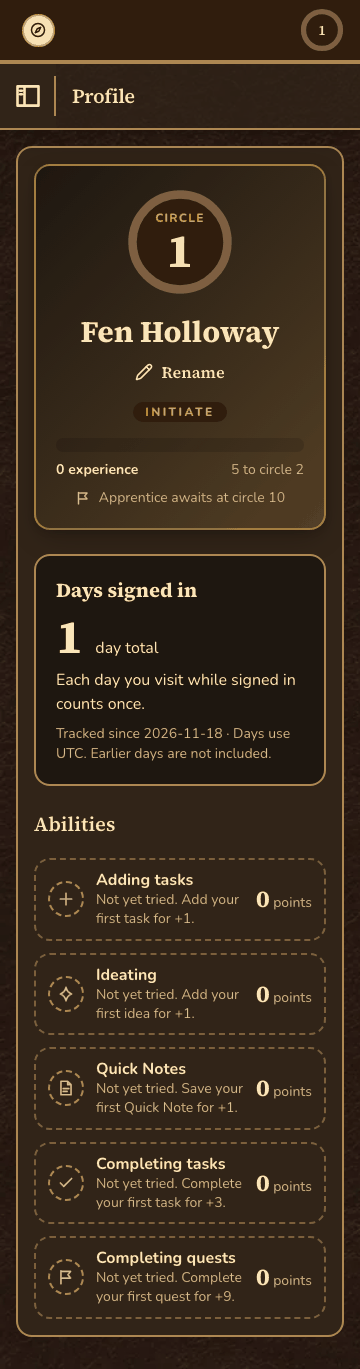 1
Profile
CIRCLE
1
Fen Holloway
Rename
INITIATE
0 experience
5 to circle 2
Apprentice awaits at circle 10
Days signed in
1 day total
Each day you visit while signed in
counts once.
Tracked since 2026-11-18 · Days use
UTC. Earlier days are not included.
Abilities
Adding tasks
Not yet tried. Add your
first task for +1.
0 points
Ideating
Not yet tried. Add your
first idea for +1.
0 points
Quick Notes
Not yet tried. Save your
first Quick Note for +1.
0 points
Completing tasks
Not yet tried. Complete
your first task for +3.
0 points
Completing quests
Not yet tried. Complete
your first quest for +9.
0 points